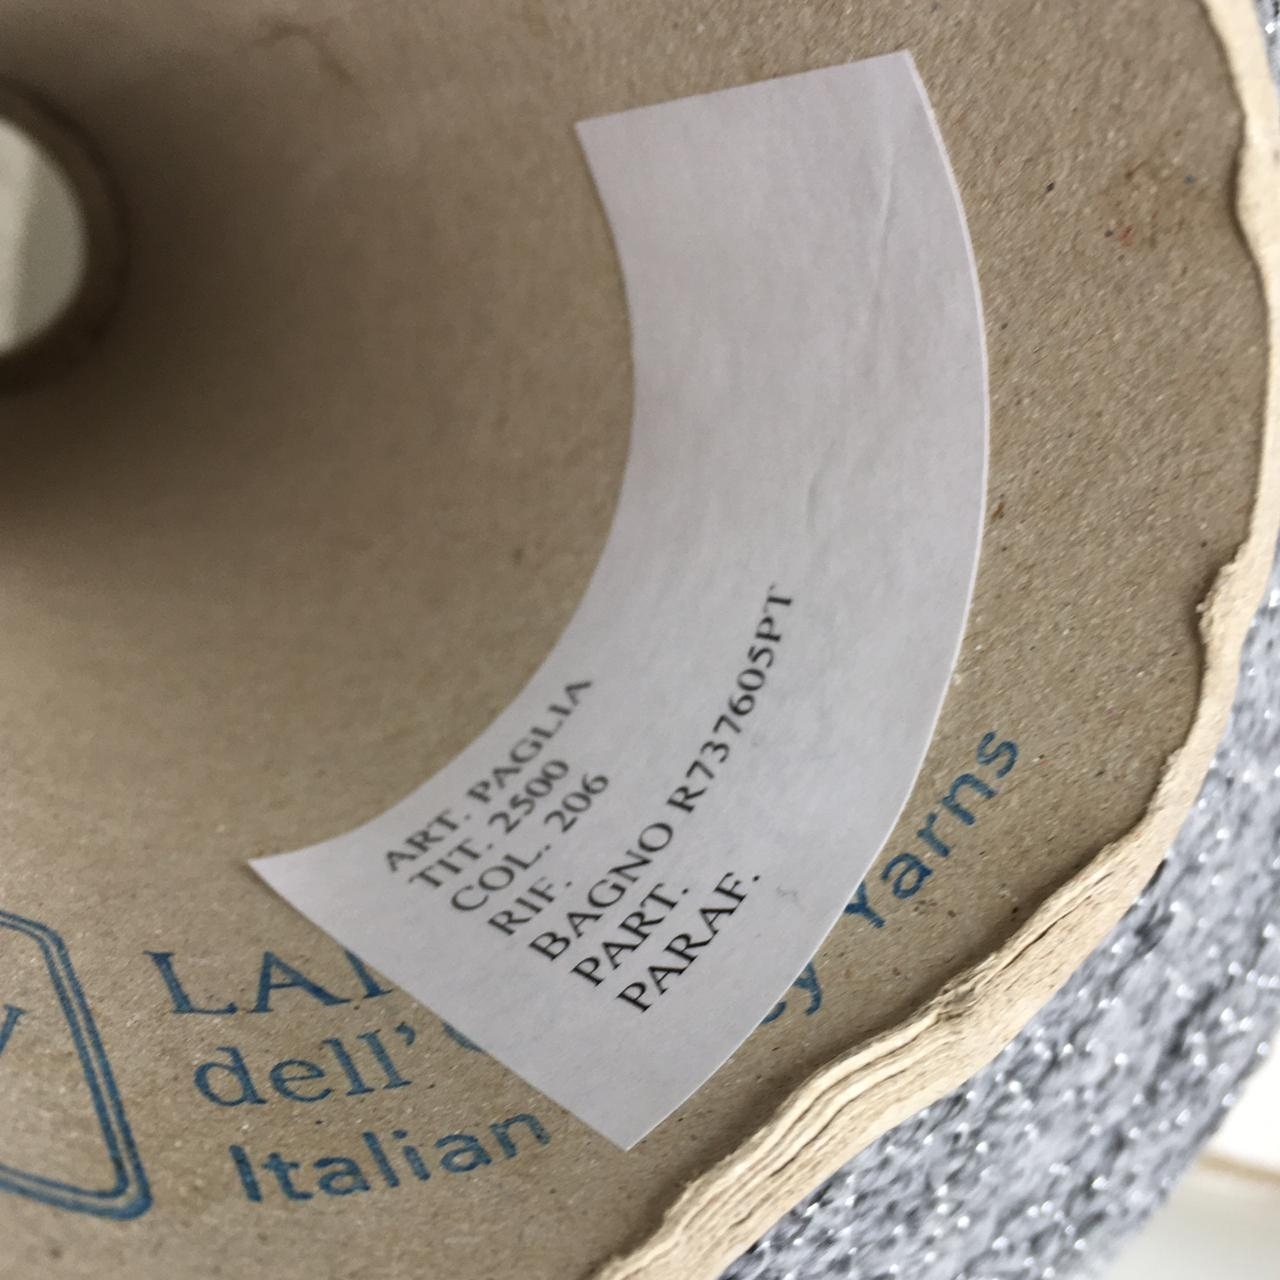 ART. PAGLIA
TIT. 2500
COL. 206
RIF.
BAGNO R737605PT
PART.
PARAF.
dell'
Italian
Yarns